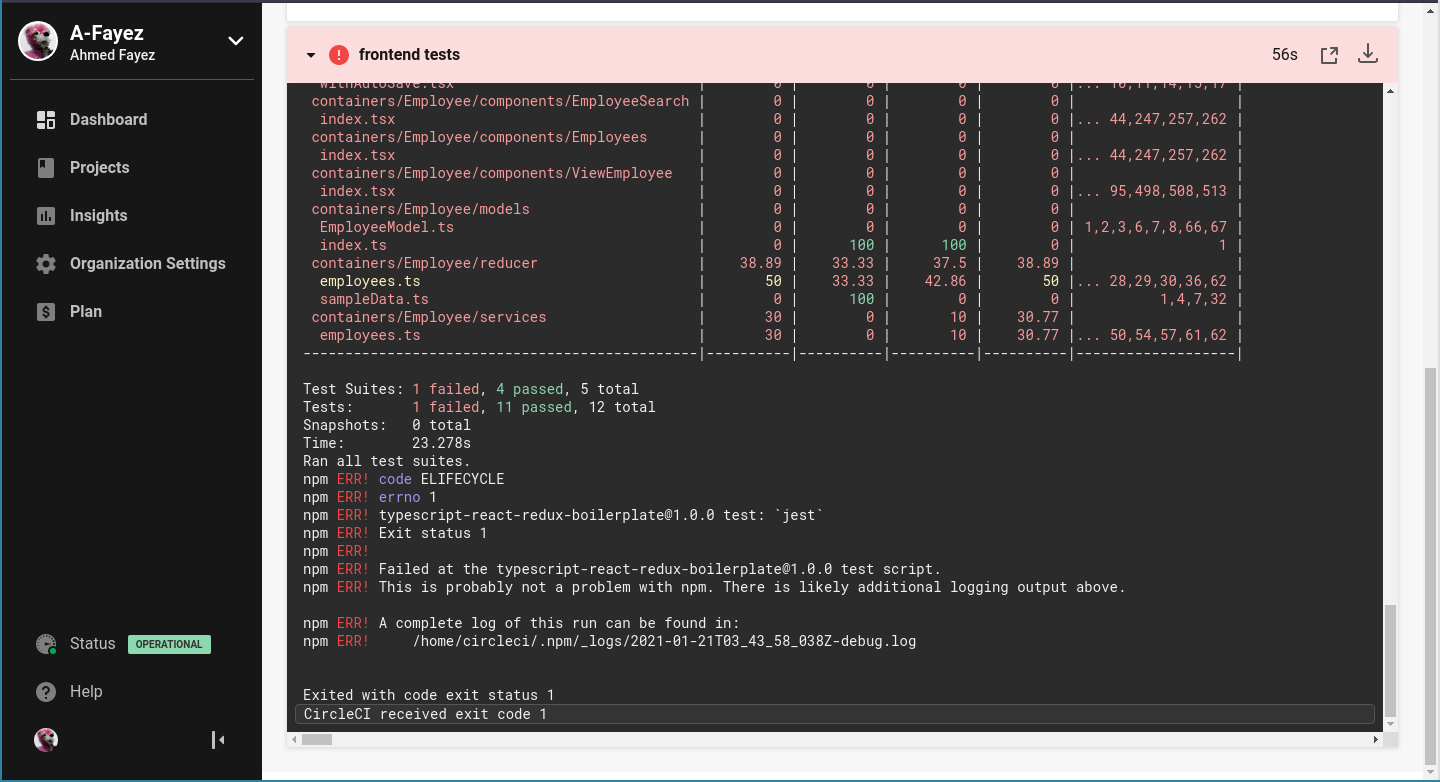 A-Fayez
Ahmed Fayez
Dashboard
Projects
Insights
Organization Settings
Plan
Status OPERATIONAL
Help
frontend tests 56s
withAutoSave.tsx | 0 | 0 | 0 | 0 |... 10,11,14,15,17 |
containers/Employee/components/EmployeeSearch | 0 | 0 | 0 | 0 | |
index.tsx | 0 | 0 | 0 | 0 |... 44,247,257,262 |
containers/Employee/components/Employees | 0 | 0 | 0 | 0 | |
index.tsx | 0 | 0 | 0 | 0 |... 44,247,257,262 |
containers/Employee/components/ViewEmployee | 0 | 0 | 0 | 0 | |
index.tsx | 0 | 0 | 0 | 0 |... 95,498,508,513 |
containers/Employee/models | 0 | 0 | 0 | 0 | |
EmployeeModel.ts | 0 | 0 | 0 | 0 | 1,2,3,6,7,8,66,67 |
index.ts | 0 | 100 | 100 | 0 | 1 |
containers/Employee/reducer | 38.89 | 33.33 | 37.5 | 38.89 | |
employees.ts | 50 | 33.33 | 42.86 | 50 |... 28,29,30,36,62 |
sampleData.ts | 0 | 100 | 0 | 0 | 1,4,7,32 |
containers/Employee/services | 30 | 0 | 10 | 30.77 | |
employees.ts | 30 | 0 | 10 | 30.77 |... 50,54,57,61,62 |
-----------------------------------------------|----------|----------|----------|----------|-------------------|
Test Suites: 1 failed, 4 passed, 5 total
Tests: 1 failed, 11 passed, 12 total
Snapshots: 0 total
Time: 23.278s
Ran all test suites.
npm ERR! code ELIFECYCLE
npm ERR! errno 1
npm ERR! typescript-react-redux-boilerplate@1.0.0 test: `jest`
npm ERR! Exit status 1
npm ERR!
npm ERR! Failed at the typescript-react-redux-boilerplate@1.0.0 test script.
npm ERR! This is probably not a problem with npm. There is likely additional logging output above.
npm ERR! A complete log of this run can be found in:
npm ERR! /home/circleci/.npm/_logs/2021-01-21T03_43_58_038Z-debug.log
Exited with code exit status 1
CircleCI received exit code 1